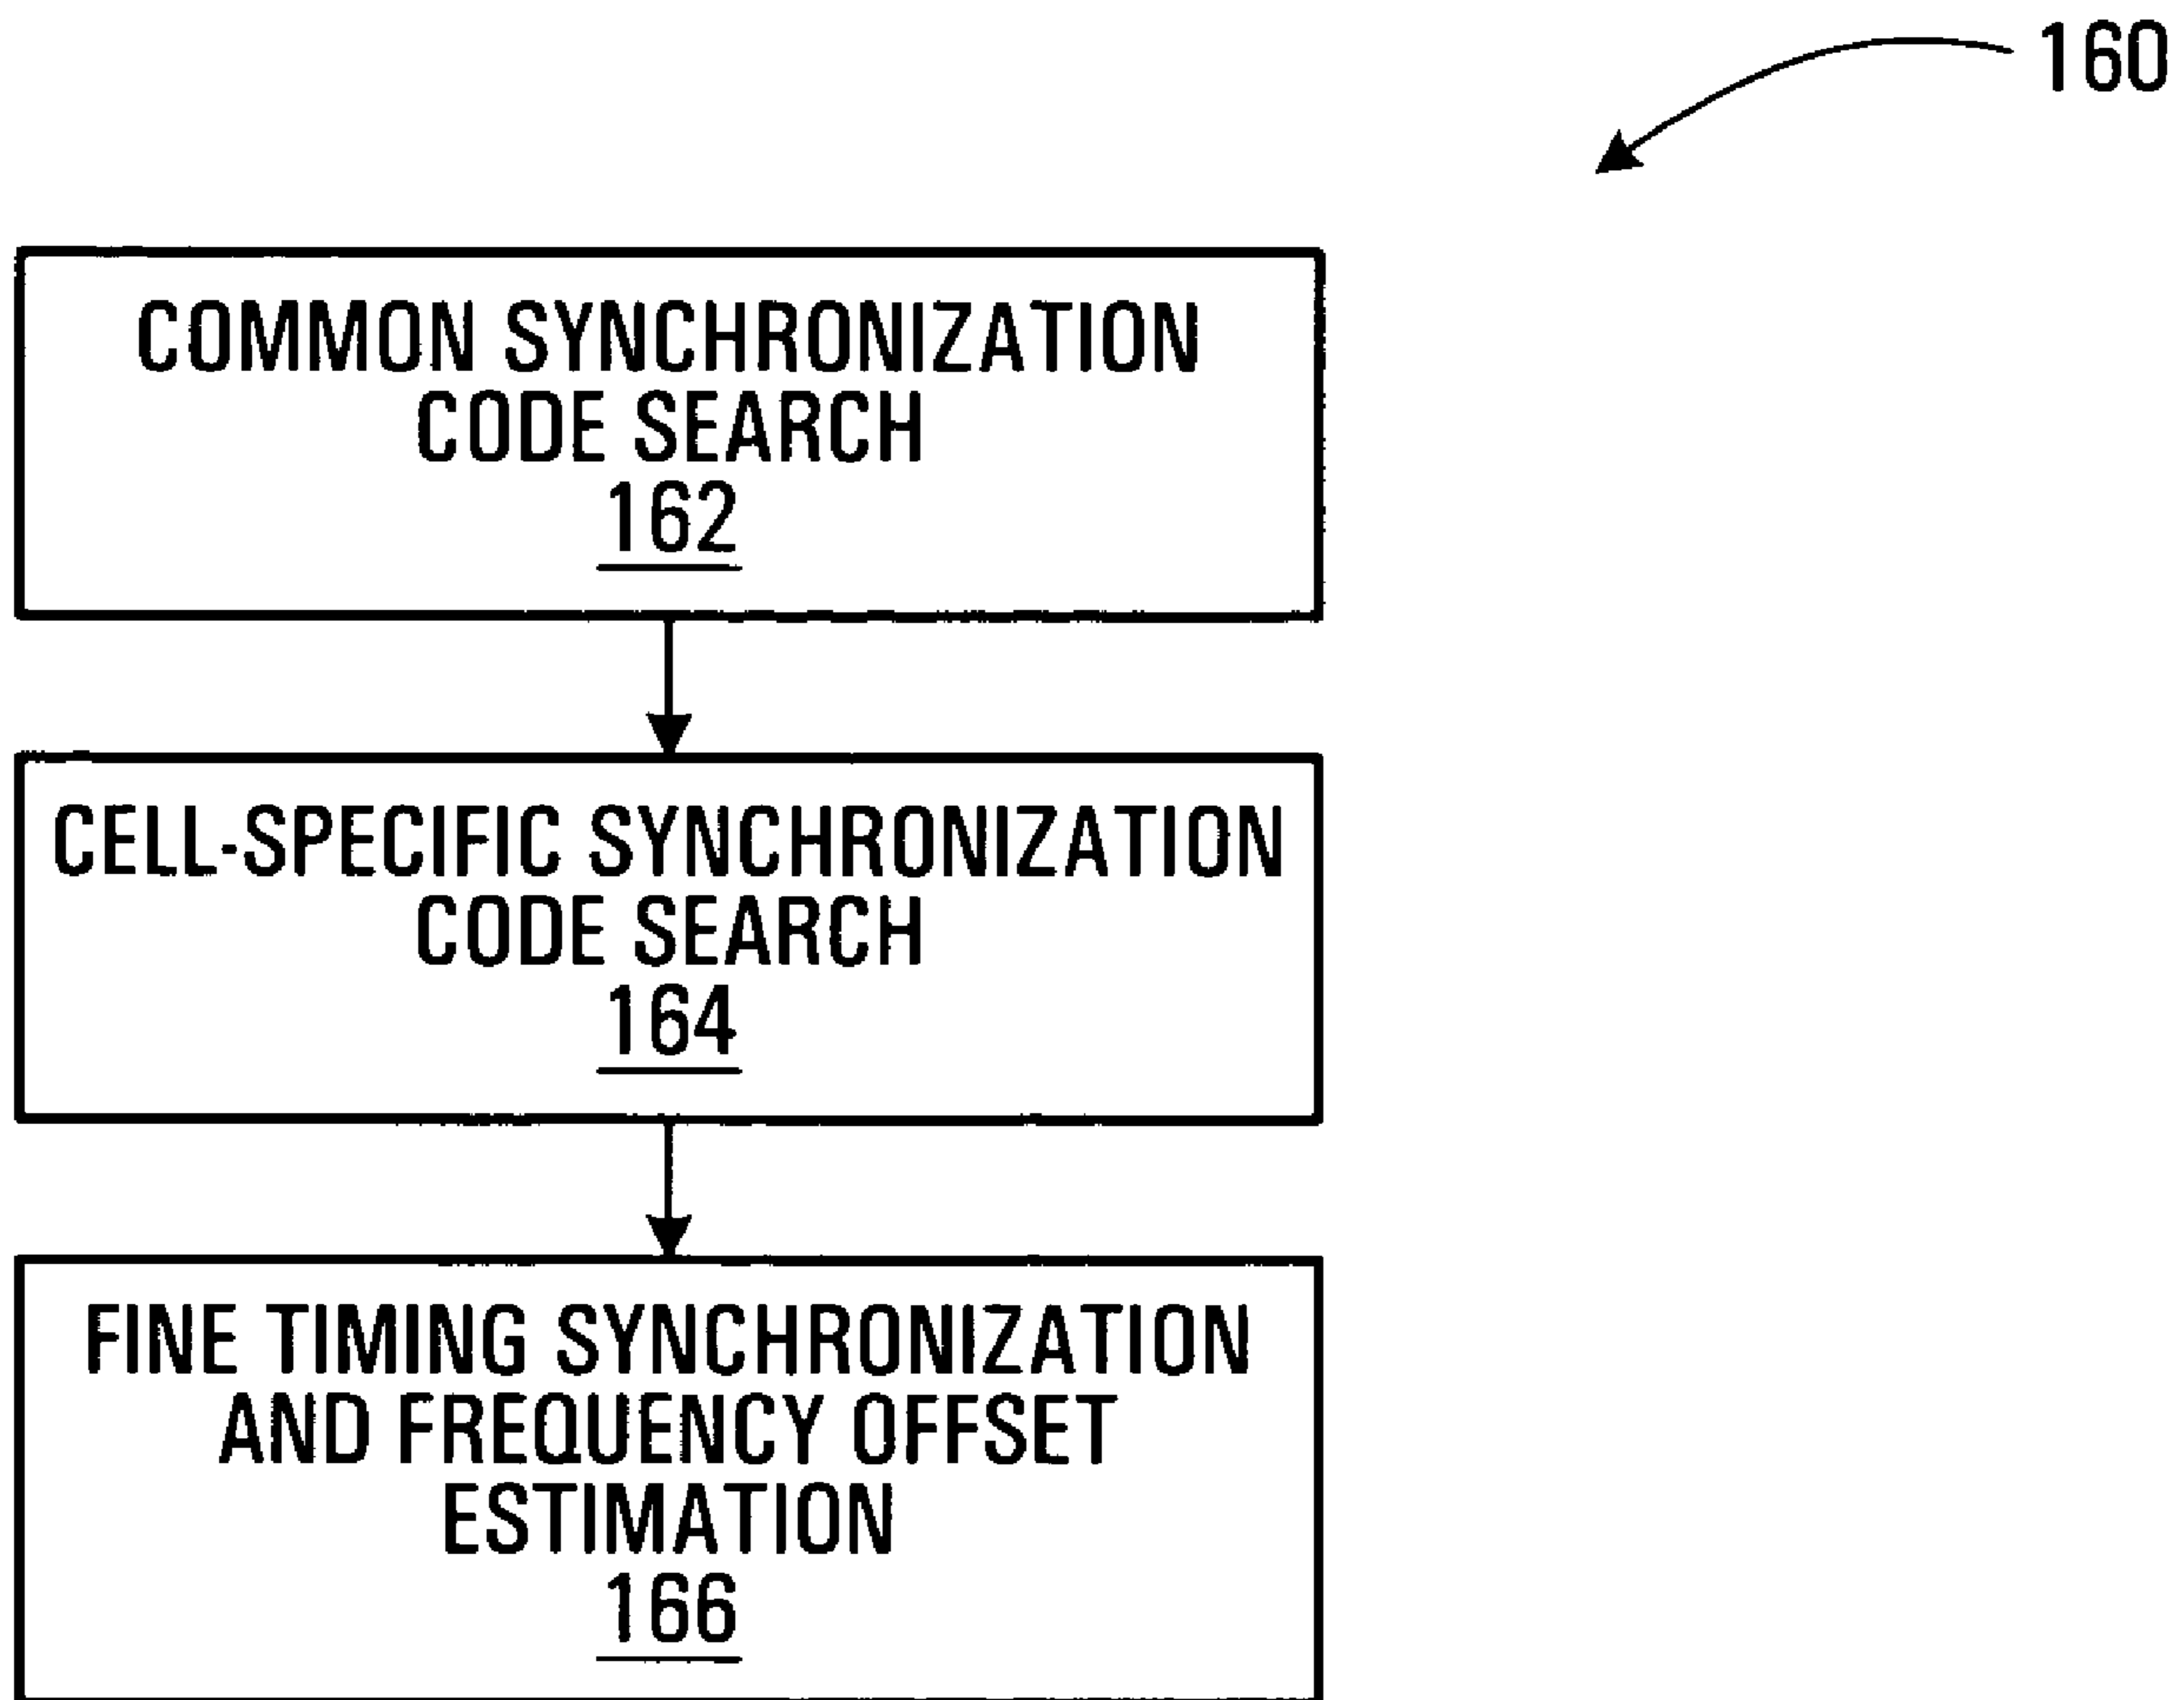 160
COMMON SYNCHRONIZATION
CODE SEARCH
162
CELL-SPECIFIC SYNCHRONIZATION
CODE SEARCH
164
FINE TIMING SYNCHRONIZATION
AND FREQUENCY OFFSET
ESTIMATION
166